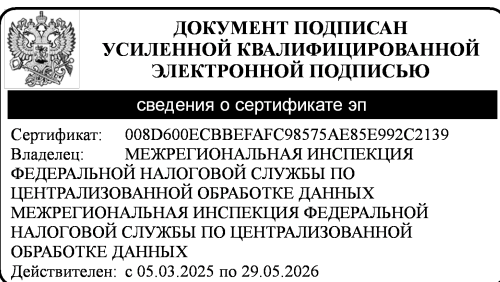 ДОКУМЕНТ ПОДПИСАН
УСИЛЕННОЙ КВАЛИФИЦИРОВАННОЙ
ЭЛЕКТРОННОЙ ПОДПИСЬЮ
сведения о сертификате эп
Сертификат: 008D600ECBBEFAFC98575AE85E992C2139
Владелец: МЕЖРЕГИОНАЛЬНАЯ ИНСПЕКЦИЯ
ФЕДЕРАЛЬНОЙ НАЛОГОВОЙ СЛУЖБЫ ПО
ЦЕНТРАЛИЗОВАННОЙ ОБРАБОТКЕ ДАННЫХ
МЕЖРЕГИОНАЛЬНАЯ ИНСПЕКЦИЯ ФЕДЕРАЛЬНОЙ
НАЛОГОВОЙ СЛУЖБЫ ПО ЦЕНТРАЛИЗОВАННОЙ
ОБРАБОТКЕ ДАННЫХ
Действителен: с 05.03.2025 по 29.05.2026